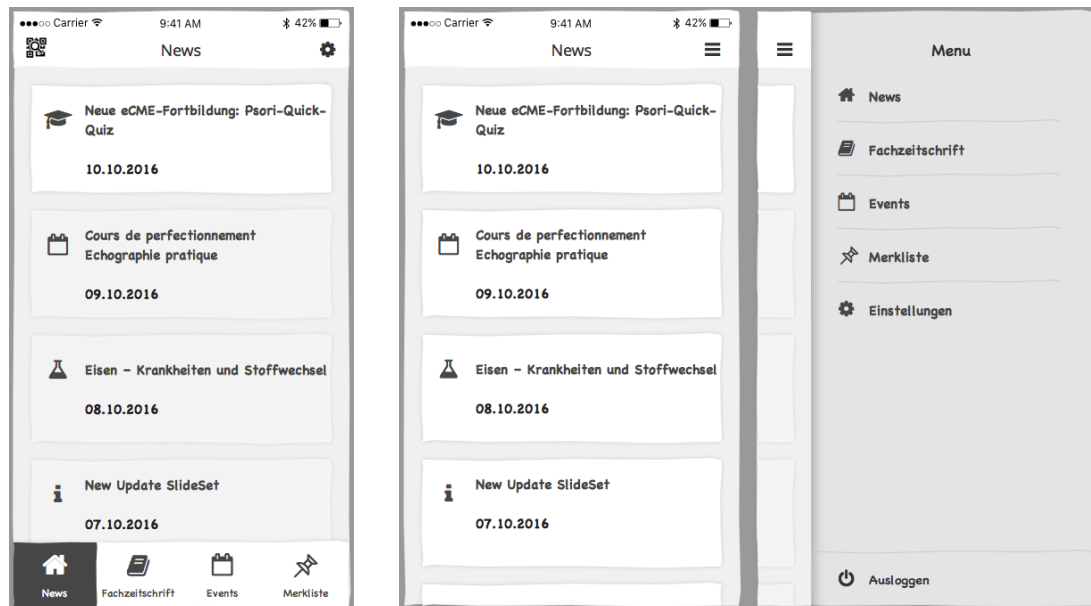 Carrier 9:41 AM 42%
News
Neue eCME-Fortbildung: Psori-Quick-
Quiz
10.10.2016
Cours de perfectionnement
Echographie pratique
09.10.2016
Eisen - Krankheiten und Stoffwechsel
08.10.2016
New Update SlideSet
07.10.2016
News Fachzeitschrift Events Merkliste
Carrier 9:41 AM 42%
News
Neue eCME-Fortbildung: Psori-Quick-
Quiz
10.10.2016
Cours de perfectionnement
Echographie pratique
09.10.2016
Eisen - Krankheiten und Stoffwechsel
08.10.2016
New Update SlideSet
07.10.2016
Menu
News
Fachzeitschrift
Events
Merkliste
Einstellungen
Ausloggen